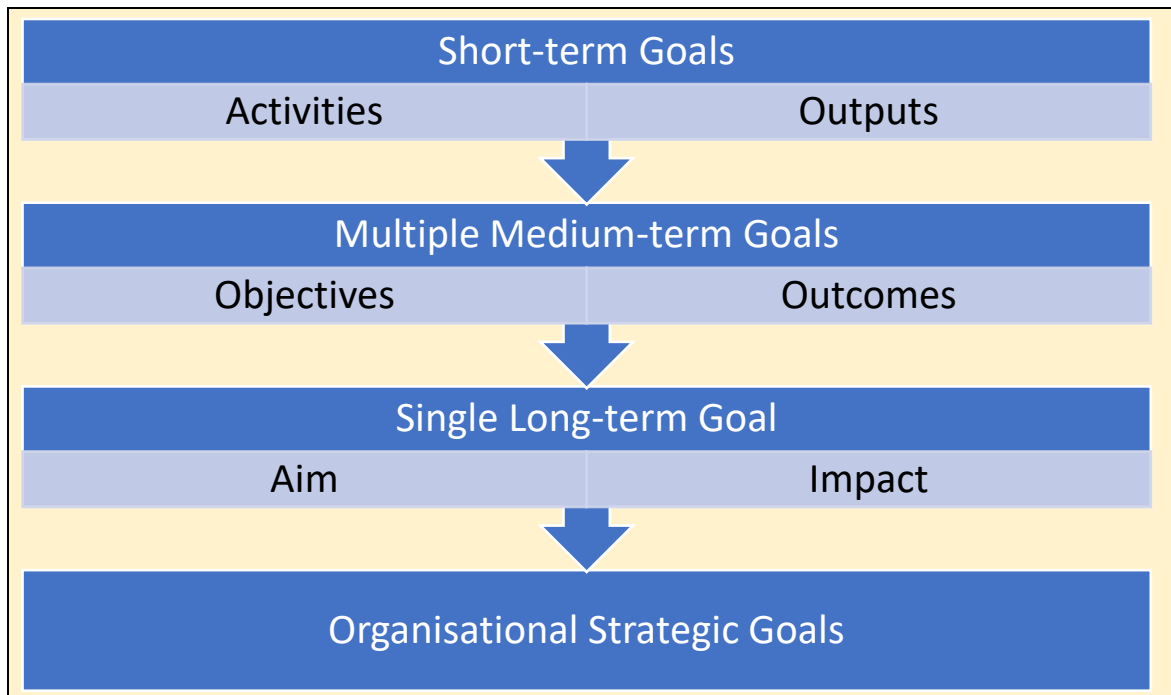 Short-term Goals
Activities
Outputs
Multiple Medium-term Goals
Objectives
Outcomes
Single Long-term Goal
Aim
Impact
Organisational Strategic Goals